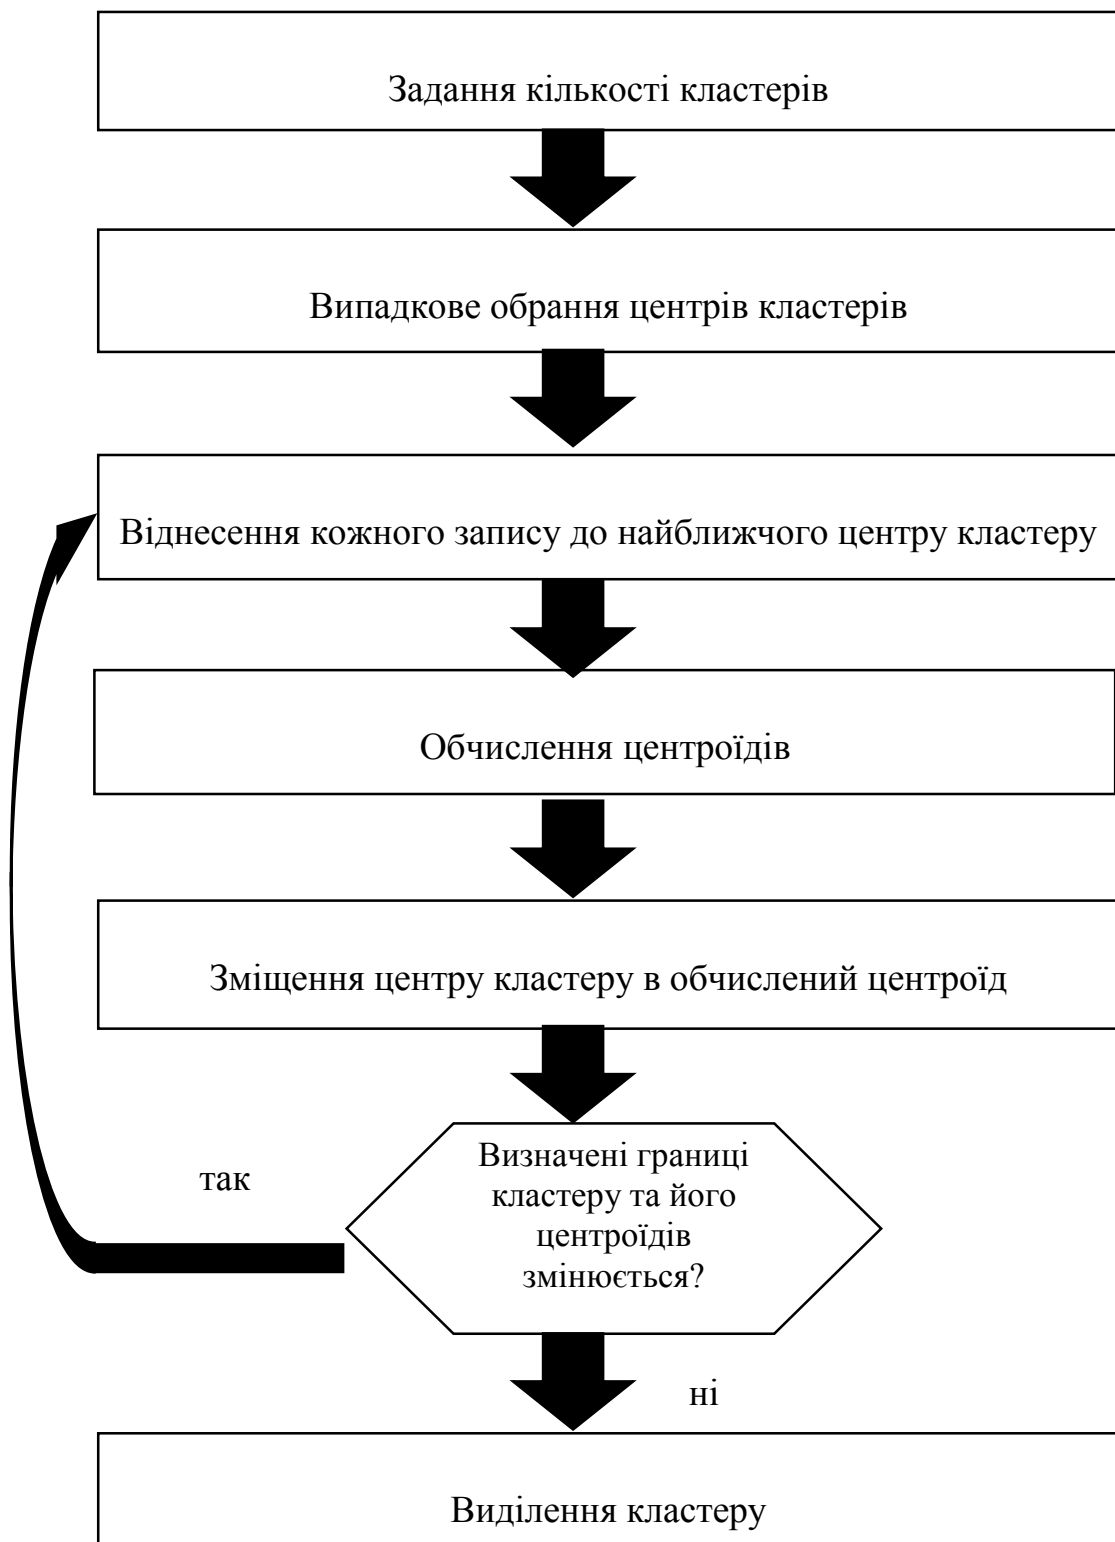 Задання кількості кластерів
Випадкове обрання центрів кластерів
Віднесення кожного запису до найближчого центру кластеру
Обчислення центроїдів
Зміщення центру кластеру в обчислений центроїд
Визначені границі
кластеру та його
центроїдів
змінюється?
так
ні
Виділення кластеру